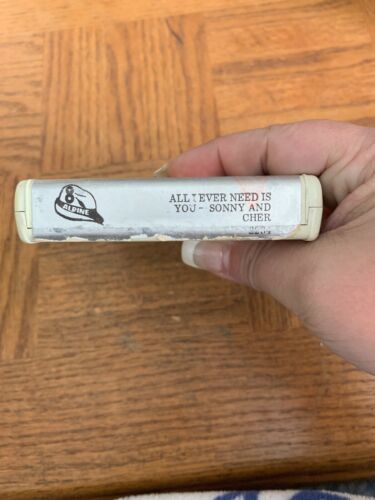 8
ALPINE
ALL I EVER NEED IS
YOU - SONNY AND
CHER